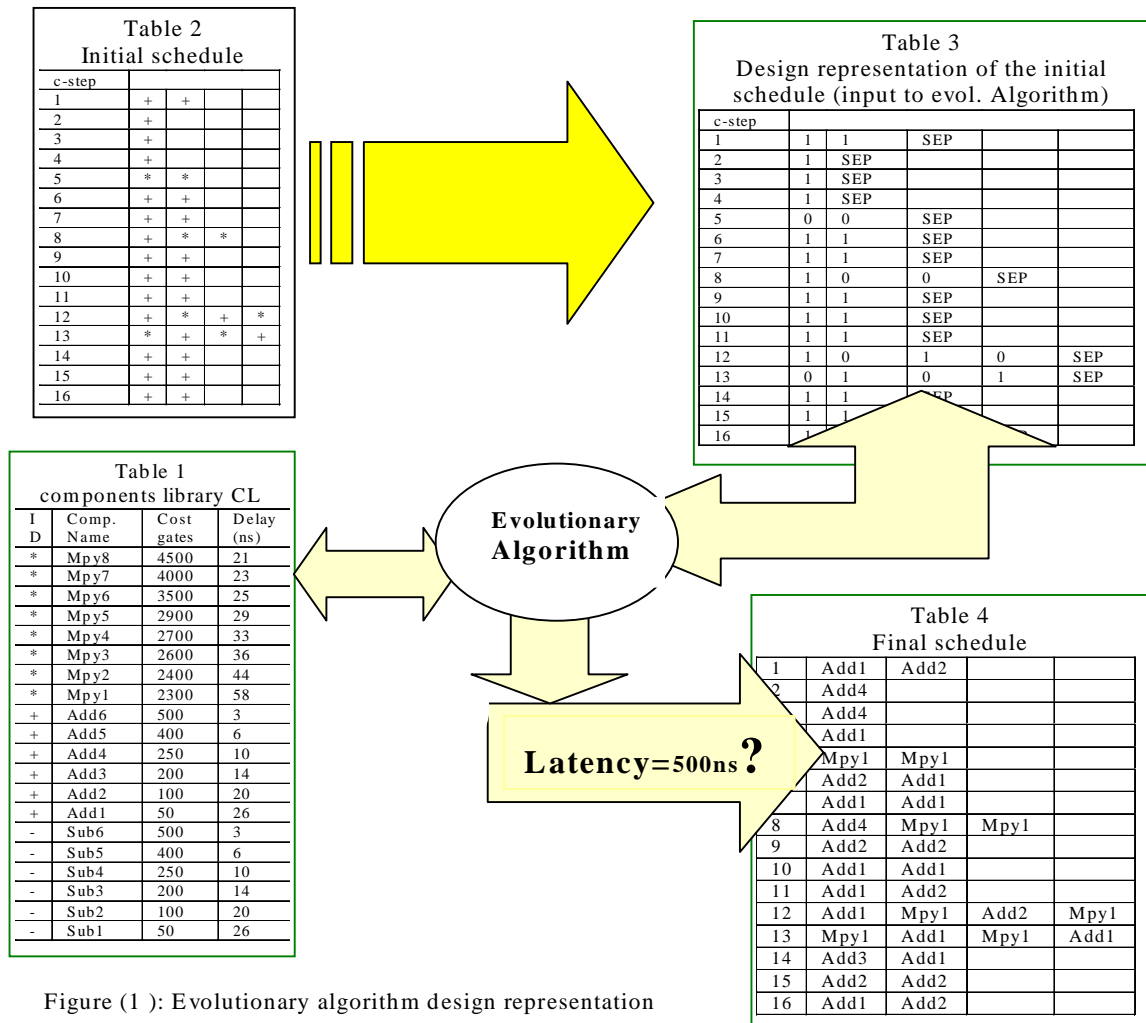 Table 2
Initial schedule
c-step
1 + +
2 +
3 +
4 +
5 * *
6 + +
7 + +
8 + * *
9 + +
10 + +
11 + +
12 + * + *
13 * + * +
14 + +
15 + +
16 + +
Table 3
Design representation of the initial
schedule (input to evol. Algorithm)
c-step
1 1 1 SEP
2 1 SEP
3 1 SEP
4 1 SEP
5 0 0 SEP
6 1 1 SEP
7 1 1 SEP
8 1 0 0 SEP
9 1 1 SEP
10 1 1 SEP
11 1 1 SEP
12 1 0 1 0 SEP
13 0 1 0 1 SEP
14 1 1 SEP
15 1 1
16 1
Table 1
components library CL
I D Comp. Name Cost gates Delay (ns)
* Mpy8 4500 21
* Mpy7 4000 23
* Mpy6 3500 25
* Mpy5 2900 29
* Mpy4 2700 33
* Mpy3 2600 36
* Mpy2 2400 44
* Mpy1 2300 58
+ Add6 500 3
+ Add5 400 6
+ Add4 250 10
+ Add3 200 14
+ Add2 100 20
+ Add1 50 26
- Sub6 500 3
- Sub5 400 6
- Sub4 250 10
- Sub3 200 14
- Sub2 100 20
- Sub1 50 26
Evolutionary
Algorithm
Latency=500ns?
Table 4
Final schedule
1 Add1 Add2
2 Add4
Add4
Add1
Mpy1 Mpy1
Add2 Add1
Add1 Add1
8 Add4 Mpy1 Mpy1
9 Add2 Add2
10 Add1 Add1
11 Add1 Add2
12 Add1 Mpy1 Add2 Mpy1
13 Mpy1 Add1 Mpy1 Add1
14 Add3 Add1
15 Add2 Add2
16 Add1 Add2
Figure (1 ): Evolutionary algorithm design representation